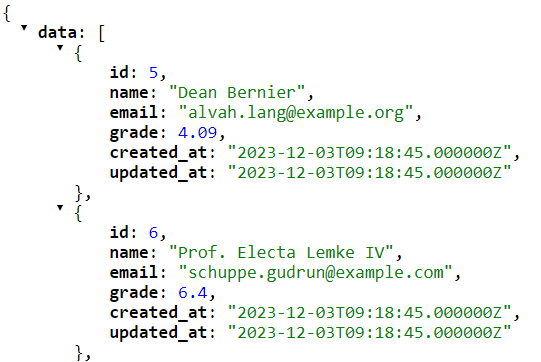 {
data: [
{
id: 5,
name: "Dean Bernier",
email: "alvah.lang@example.org",
grade: 4.09,
created_at: "2023-12-03T09:18:45.000000Z",
updated_at: "2023-12-03T09:18:45.000000Z"
},
{
id: 6,
name: "Prof. Electa Lemke IV",
email: "schuppe.gudrun@example.com",
grade: 6.4,
created_at: "2023-12-03T09:18:45.000000Z",
updated_at: "2023-12-03T09:18:45.000000Z"
},